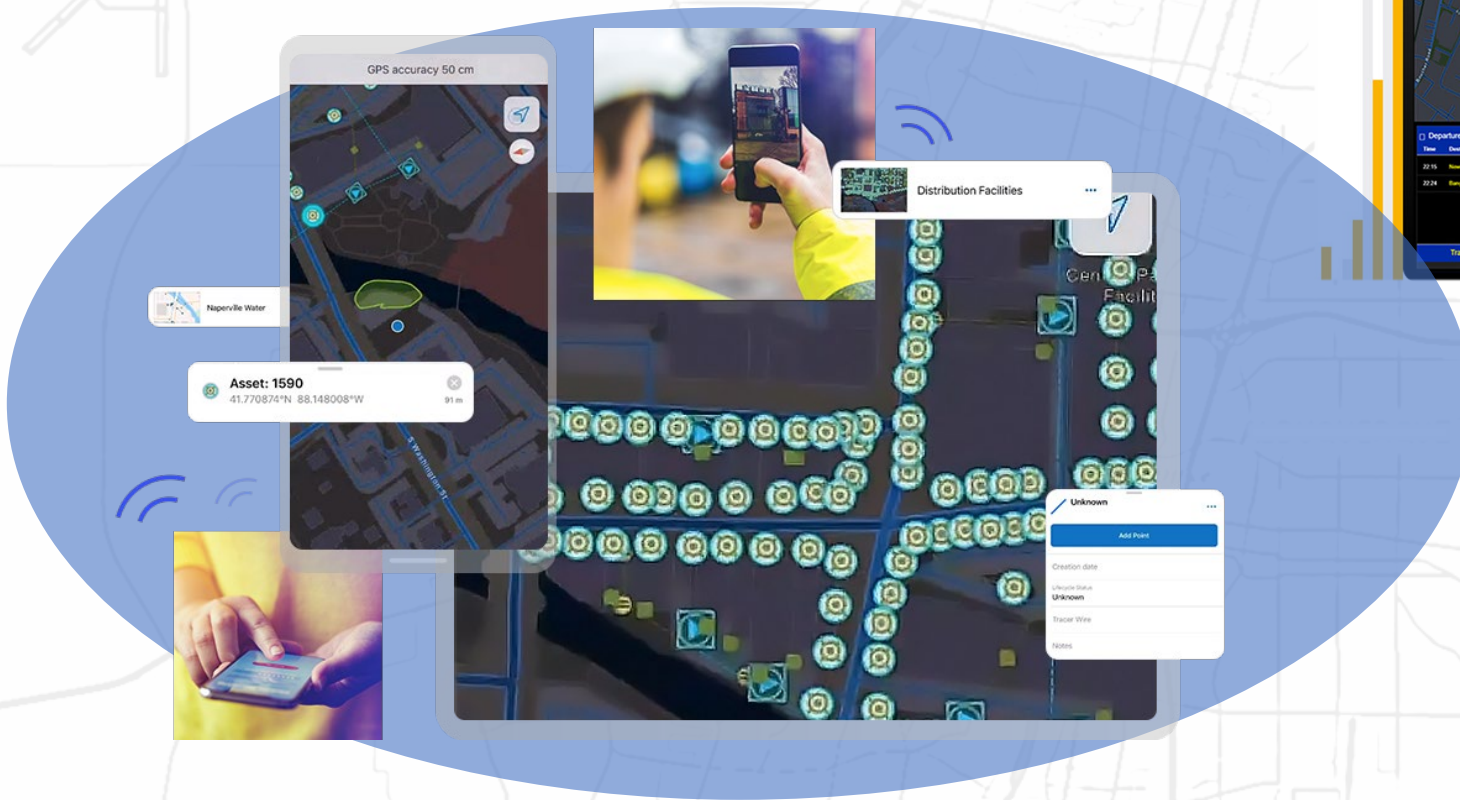 GPS accuracy 50 cm
Distribution Facilities
Naperville Water
Asset: 1590
41.770874°N 88.148008°W
91 m
S Washington St
Unknown
Add Point
Creation date
Lifecycle Status
Unknown
Tracer Wire
Notes
Time
22:15
22:24